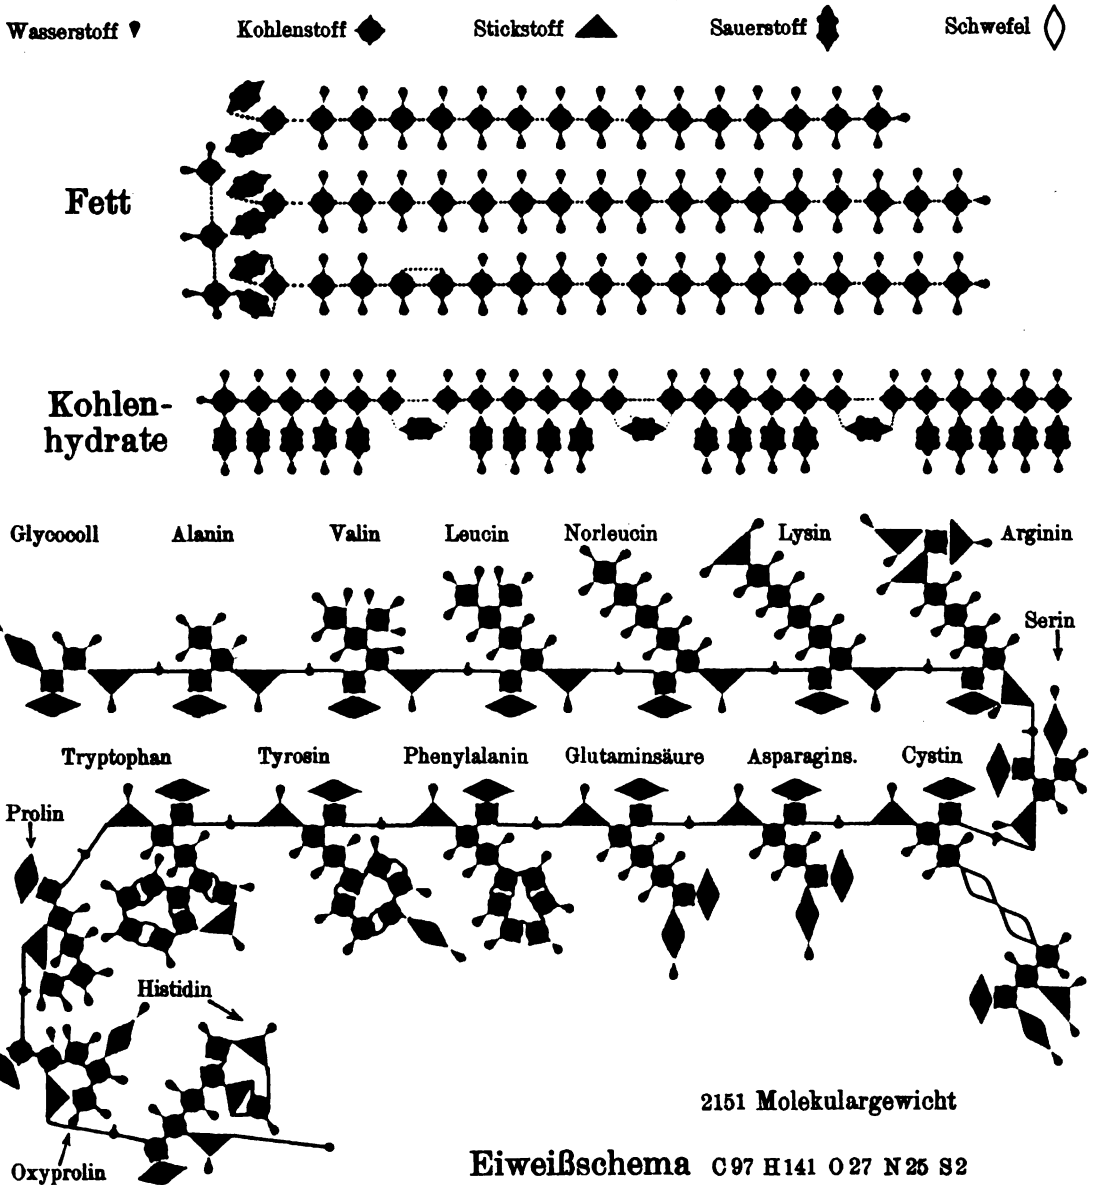 Wasserstoff Kohlenstoff Stickstoff Sauerstoff Schwefel
Fett
Kohlen-
hydrate
Glycocoll Alanin Valin Leucin Norleucin Lysin Arginin
Serin
Tryptophan Tyrosin Phenylalanin Glutaminsäure Asparagins. Cystin
Prolin
Histidin
2151 Molekulargewicht
Oxyprolin
Eiweißschema C 97 H 141 O 27 N 25 S 2